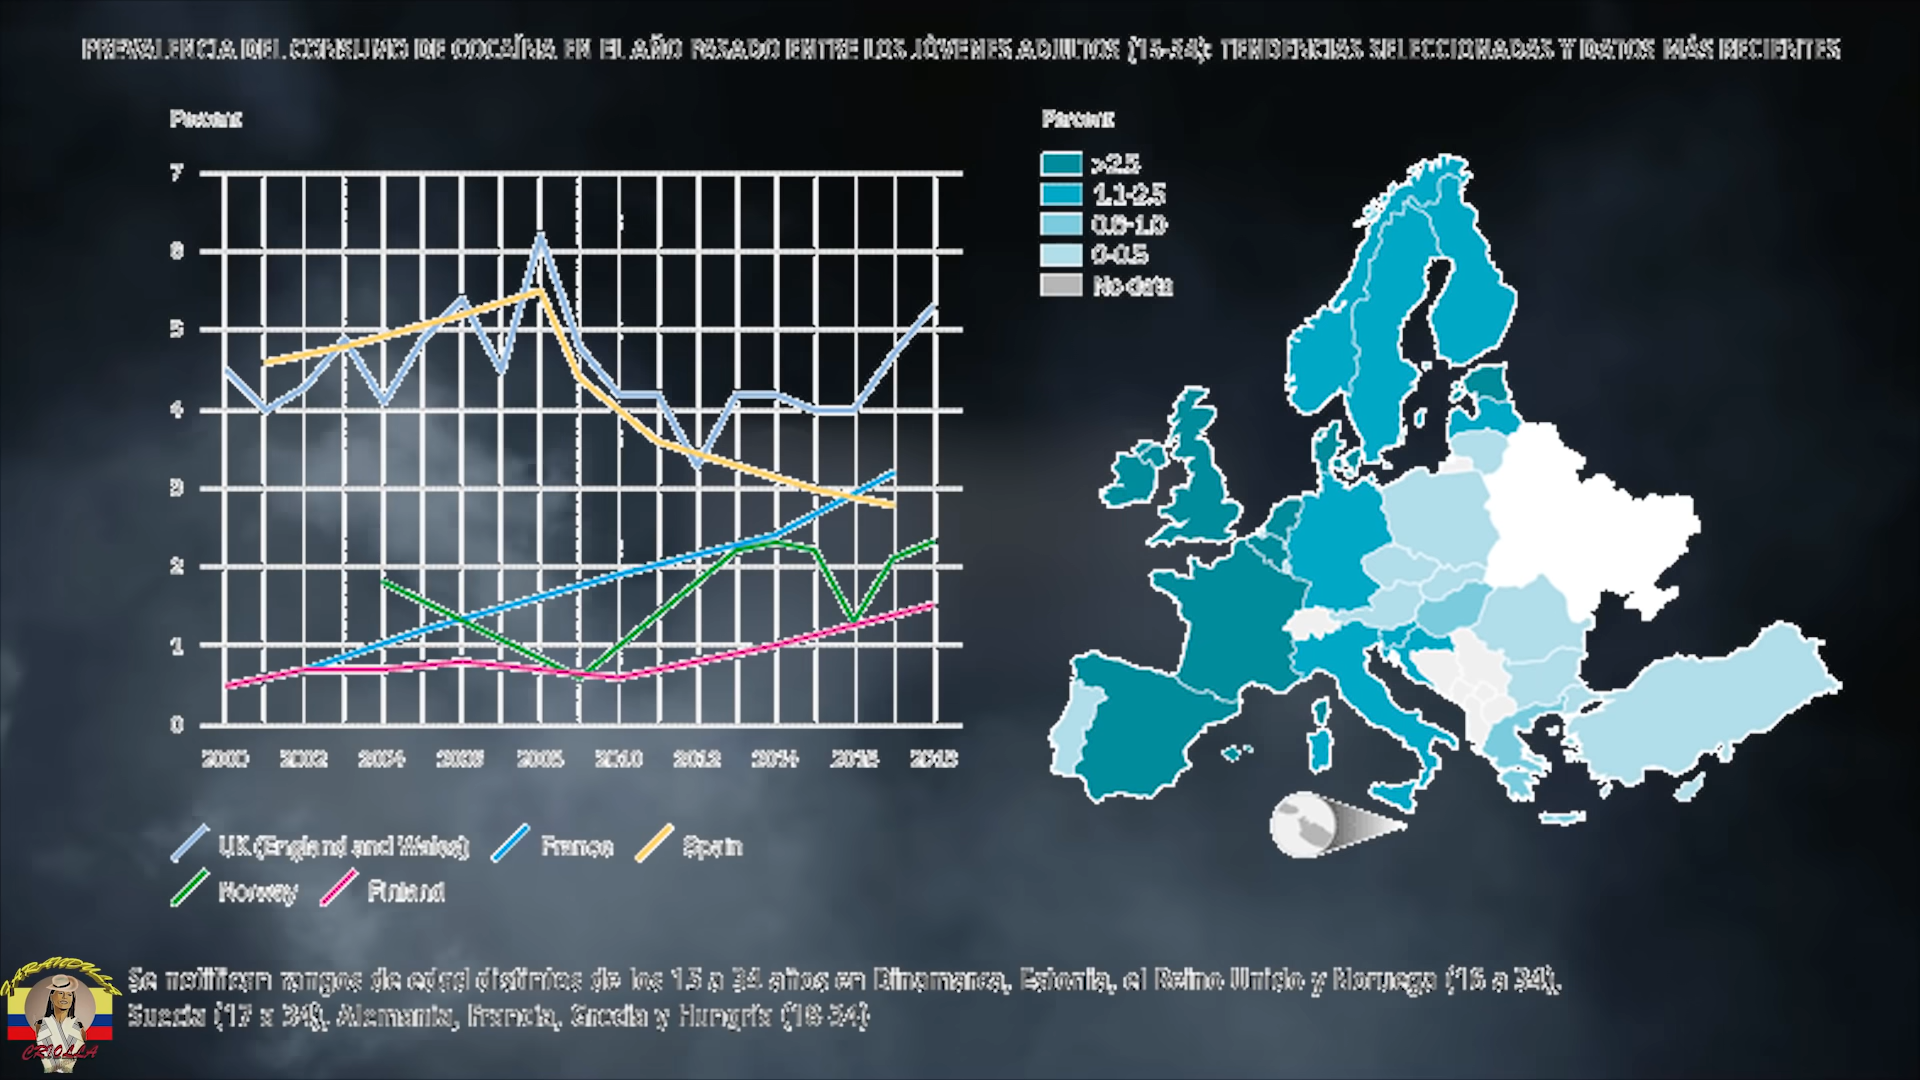 PREVALENCIA DEL CONSUMO DE COCAÍNA EN EL AÑO PASADO ENTRE LOS JÓVENES ADULTOS (15-34): TENDENCIAS SELECCIONADAS Y DATOS MÁS RECIENTES
Percent
7
6
5
4
3
2
1
0
2000 2002 2004 2006 2008 2010 2012 2014 2016 2018
UK (England and Wales) France Spain
Norway Finland
Percent
>2.5
1.1-2.5
0.6-1.0
0-0.5
No data
Se notifican rangos de edad distintos de los 15 a 34 años en Dinamarca, Estonia, el Reino Unido y Noruega (16 a 34),
Suecia (17 a 34), Alemania, Francia, Grecia y Hungría (18-34)
GUARANDUEÑA
CRIOLLA